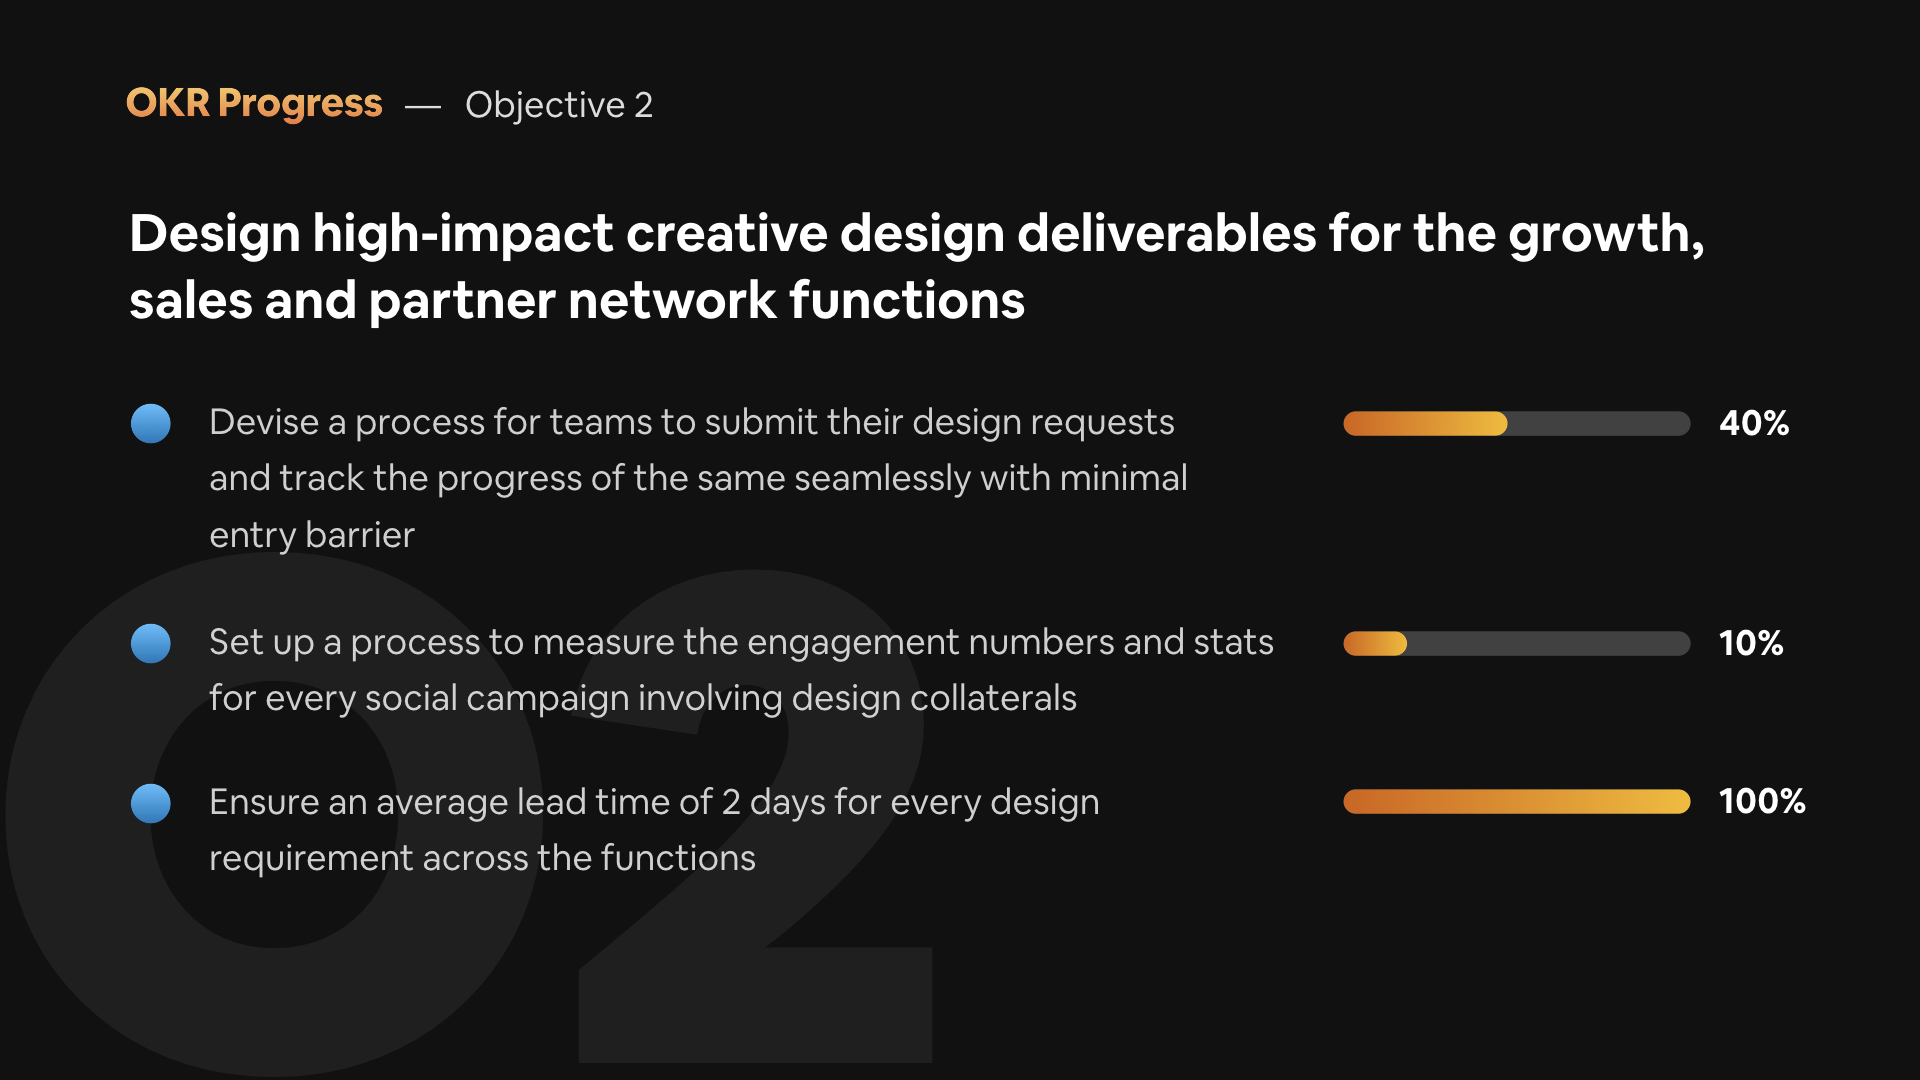 OKR Progress — Objective 2
Design high-impact creative design deliverables for the growth,
sales and partner network functions
Devise a process for teams to submit their design requests
and track the progress of the same seamlessly with minimal
entry barrier
40%
Set up a process to measure the engagement numbers and stats
for every social campaign involving design collaterals
10%
Ensure an average lead time of 2 days for every design
requirement across the functions
100%
02